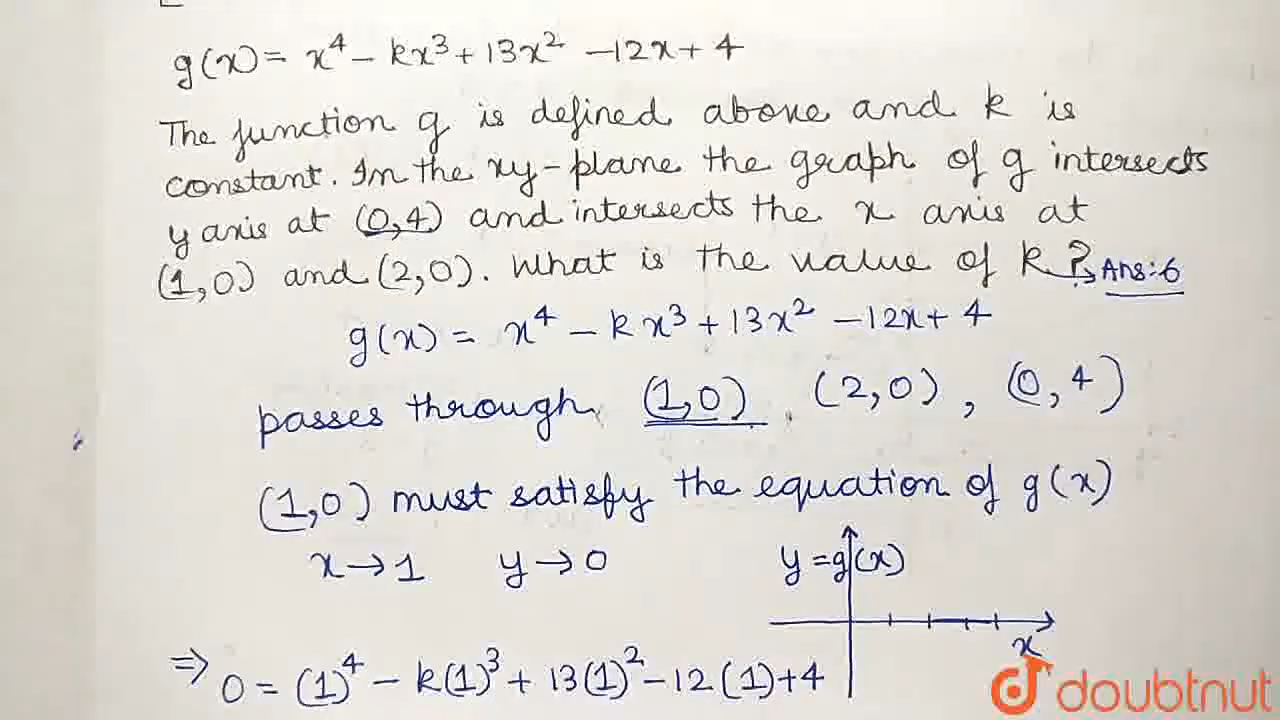 g(x) = x⁴ - kx³ + 13x² - 12x + 4
The function g is defined above and k is
constant. In the xy-plane the graph of g intersects
y axis at (0,4) and intersects the x axis at
(1,0) and (2,0). What is the value of k? → Ans:- 6
g(x) = x⁴ - kx³ + 13x² - 12x + 4
passes through (1,0), (2,0), (0,4)
(1,0) must satisfy the equation of g(x)
x → 1 y → 0 y = g(x)
x
⇒ 0 = (1)⁴ - k(1)³ + 13(1)² - 12(1) + 4
doubtnut